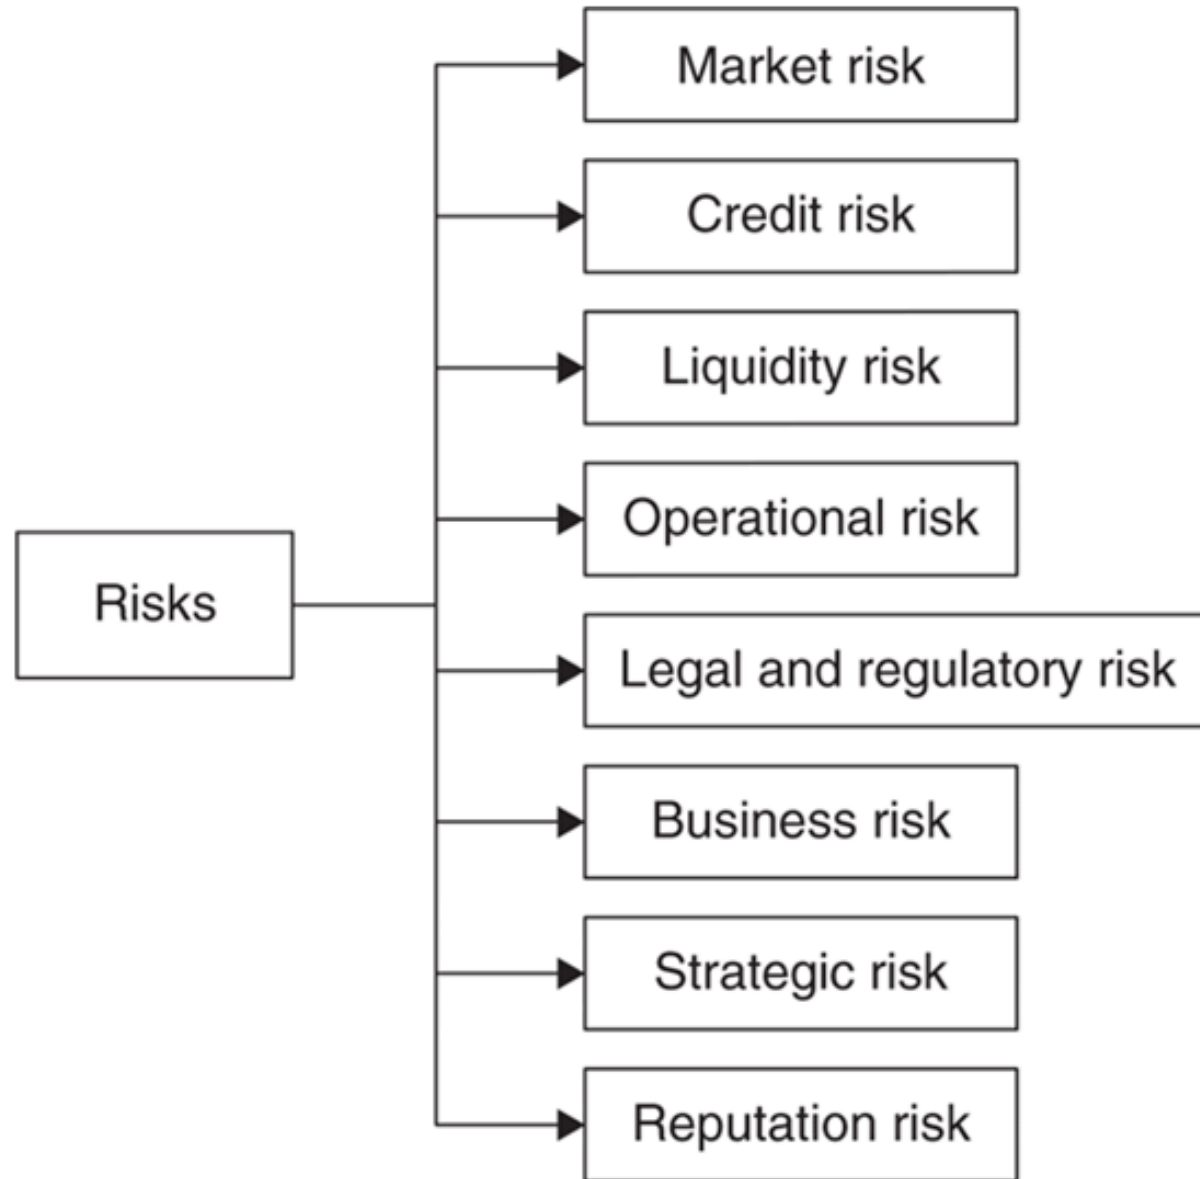 Market risk
Credit risk
Liquidity risk
Operational risk
Risks
Legal and regulatory risk
Business risk
Strategic risk
Reputation risk